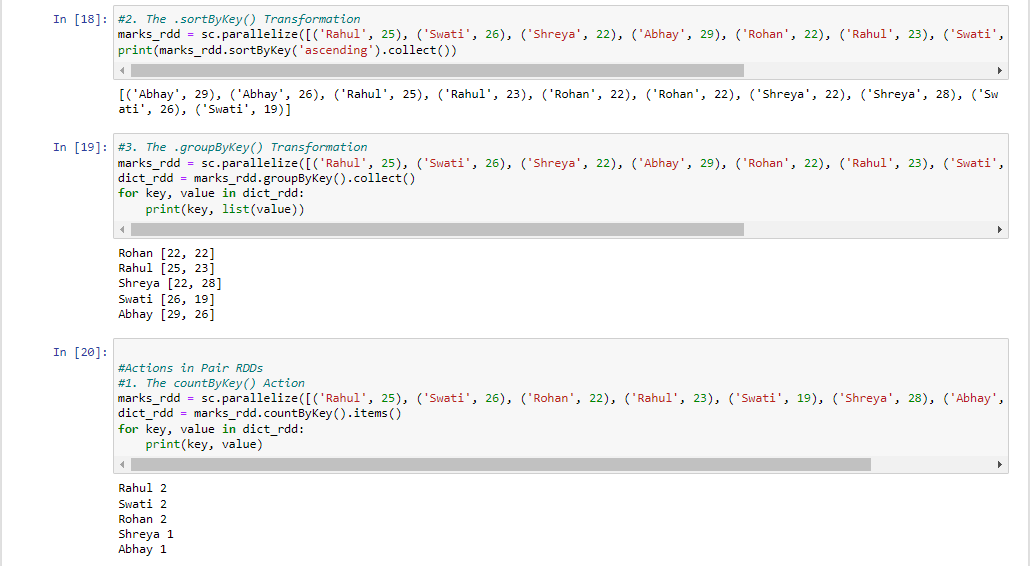 In [18]: #2. The .sortByKey() Transformation
marks_rdd = sc.parallelize([('Rahul', 25), ('Swati', 26), ('Shreya', 22), ('Abhay', 29), ('Rohan', 22), ('Rahul', 23), ('Swati',
print(marks_rdd.sortByKey('ascending').collect())
[('Abhay', 29), ('Abhay', 26), ('Rahul', 25), ('Rahul', 23), ('Rohan', 22), ('Rohan', 22), ('Shreya', 22), ('Shreya', 28), ('Sw
ati', 26), ('Swati', 19)]
In [19]: #3. The .groupByKey() Transformation
marks_rdd = sc.parallelize([('Rahul', 25), ('Swati', 26), ('Shreya', 22), ('Abhay', 29), ('Rohan', 22), ('Rahul', 23), ('Swati',
dict_rdd = marks_rdd.groupByKey().collect()
for key, value in dict_rdd:
    print(key, list(value))
Rohan [22, 22]
Rahul [25, 23]
Shreya [22, 28]
Swati [26, 19]
Abhay [29, 26]
In [20]:
#Actions in Pair RDDs
#1. The countByKey() Action
marks_rdd = sc.parallelize([('Rahul', 25), ('Swati', 26), ('Rohan', 22), ('Rahul', 23), ('Swati', 19), ('Shreya', 28), ('Abhay',
dict_rdd = marks_rdd.countByKey().items()
for key, value in dict_rdd:
    print(key, value)
Rahul 2
Swati 2
Rohan 2
Shreya 1
Abhay 1